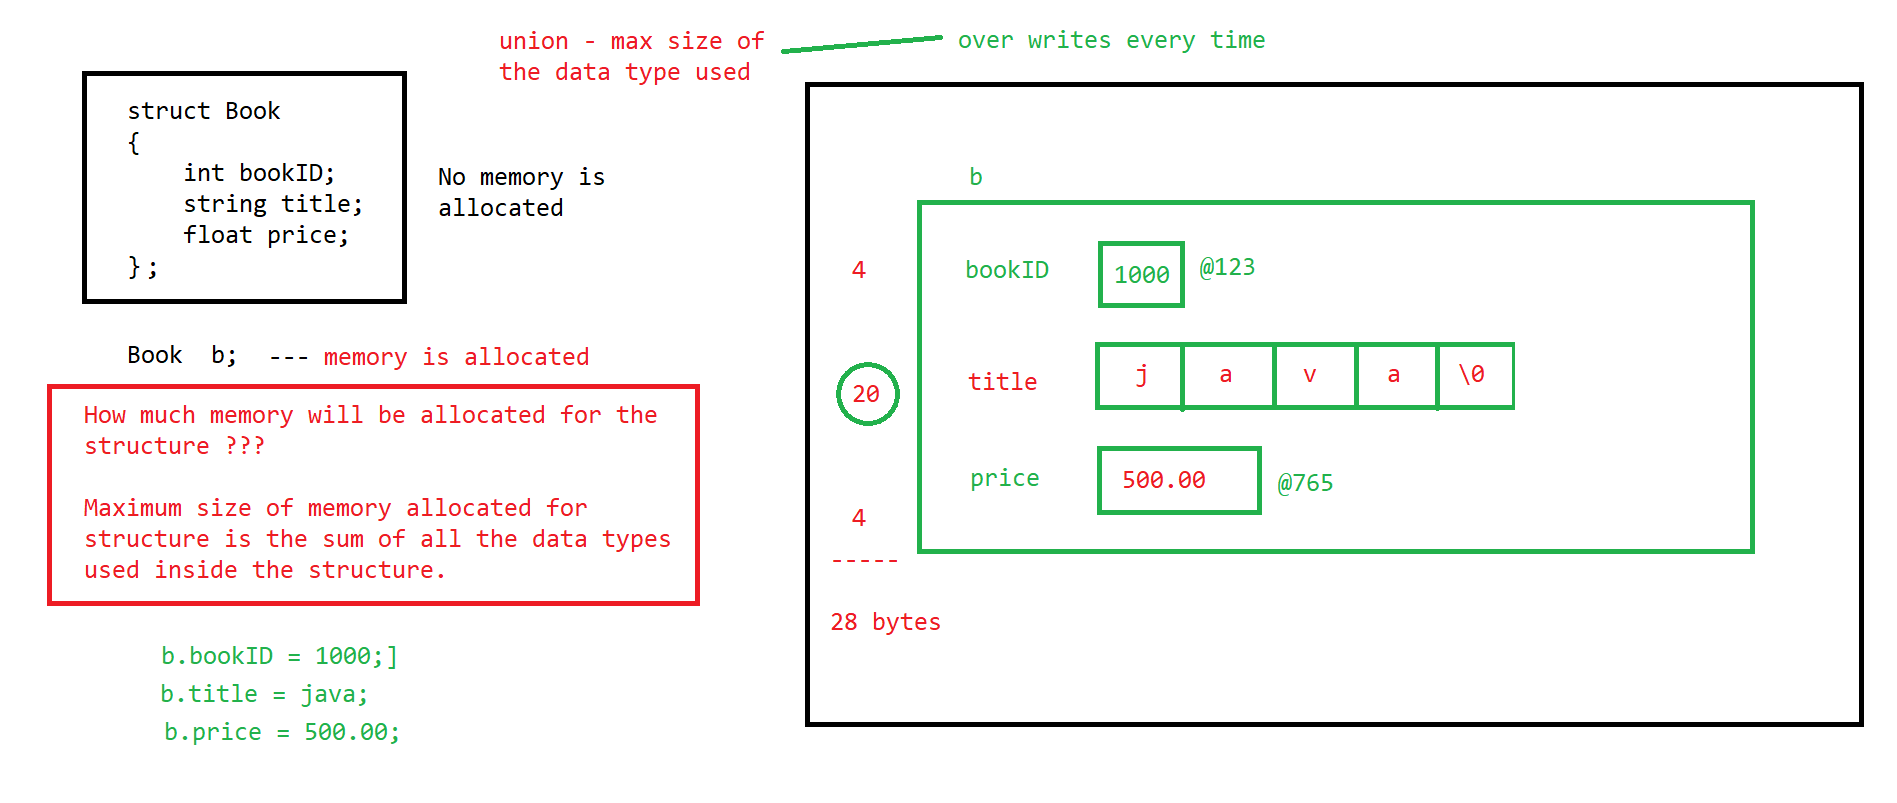 union - max size of
the data type used
over writes every time
struct Book
{
int bookID;
string title;
float price;
};
No memory is
allocated
Book b; --- memory is allocated
How much memory will be allocated for the
structure ???
Maximum size of memory allocated for
structure is the sum of all the data types
used inside the structure.
b.bookID = 1000;]
b.title = java;
b.price = 500.00;
b
4 bookID 1000 @123
20 title j a v a \0
price 500.00 @765
4
-----
28 bytes